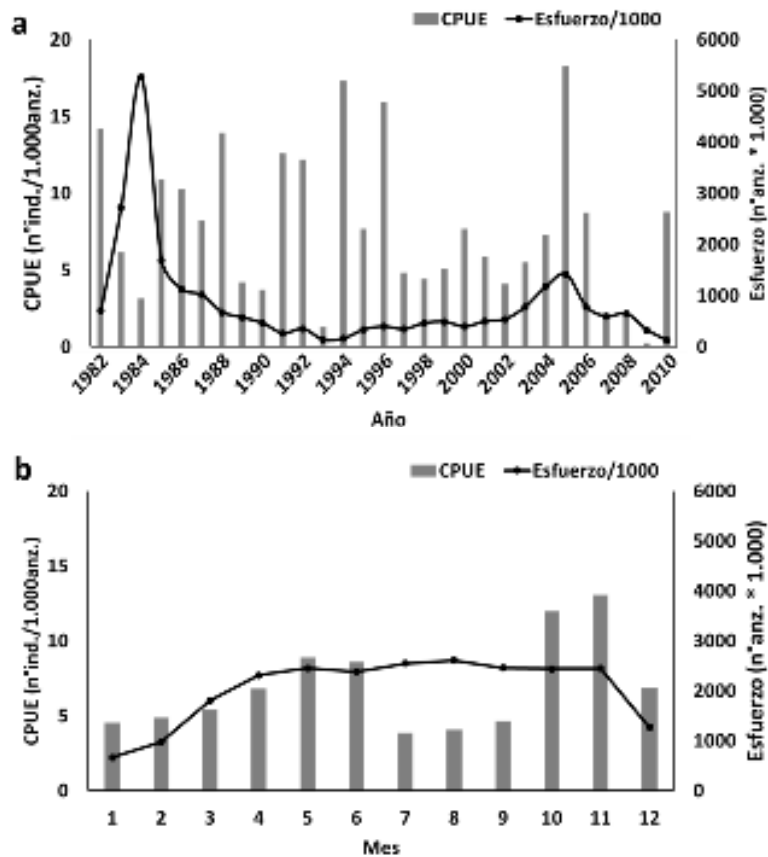 a
CPUE Esfuerzo/1000
20 6000
5000
15
4000
10 3000
2000
5
1000
0 0
CPUE (n°ind./1.000anz.)
Esfuerzo (n°anz. * 1.000)
1982 1984 1986 1988 1990 1992 1994 1996 1998 2000 2002 2004 2006 2008 2010
Año
b
CPUE Esfuerzo/1000
20 6000
5000
15
4000
10 3000
2000
5
1000
0 0
CPUE (n°ind./1.000anz.)
Esfuerzo (n°anz. * 1.000)
1 2 3 4 5 6 7 8 9 10 11 12
Mes